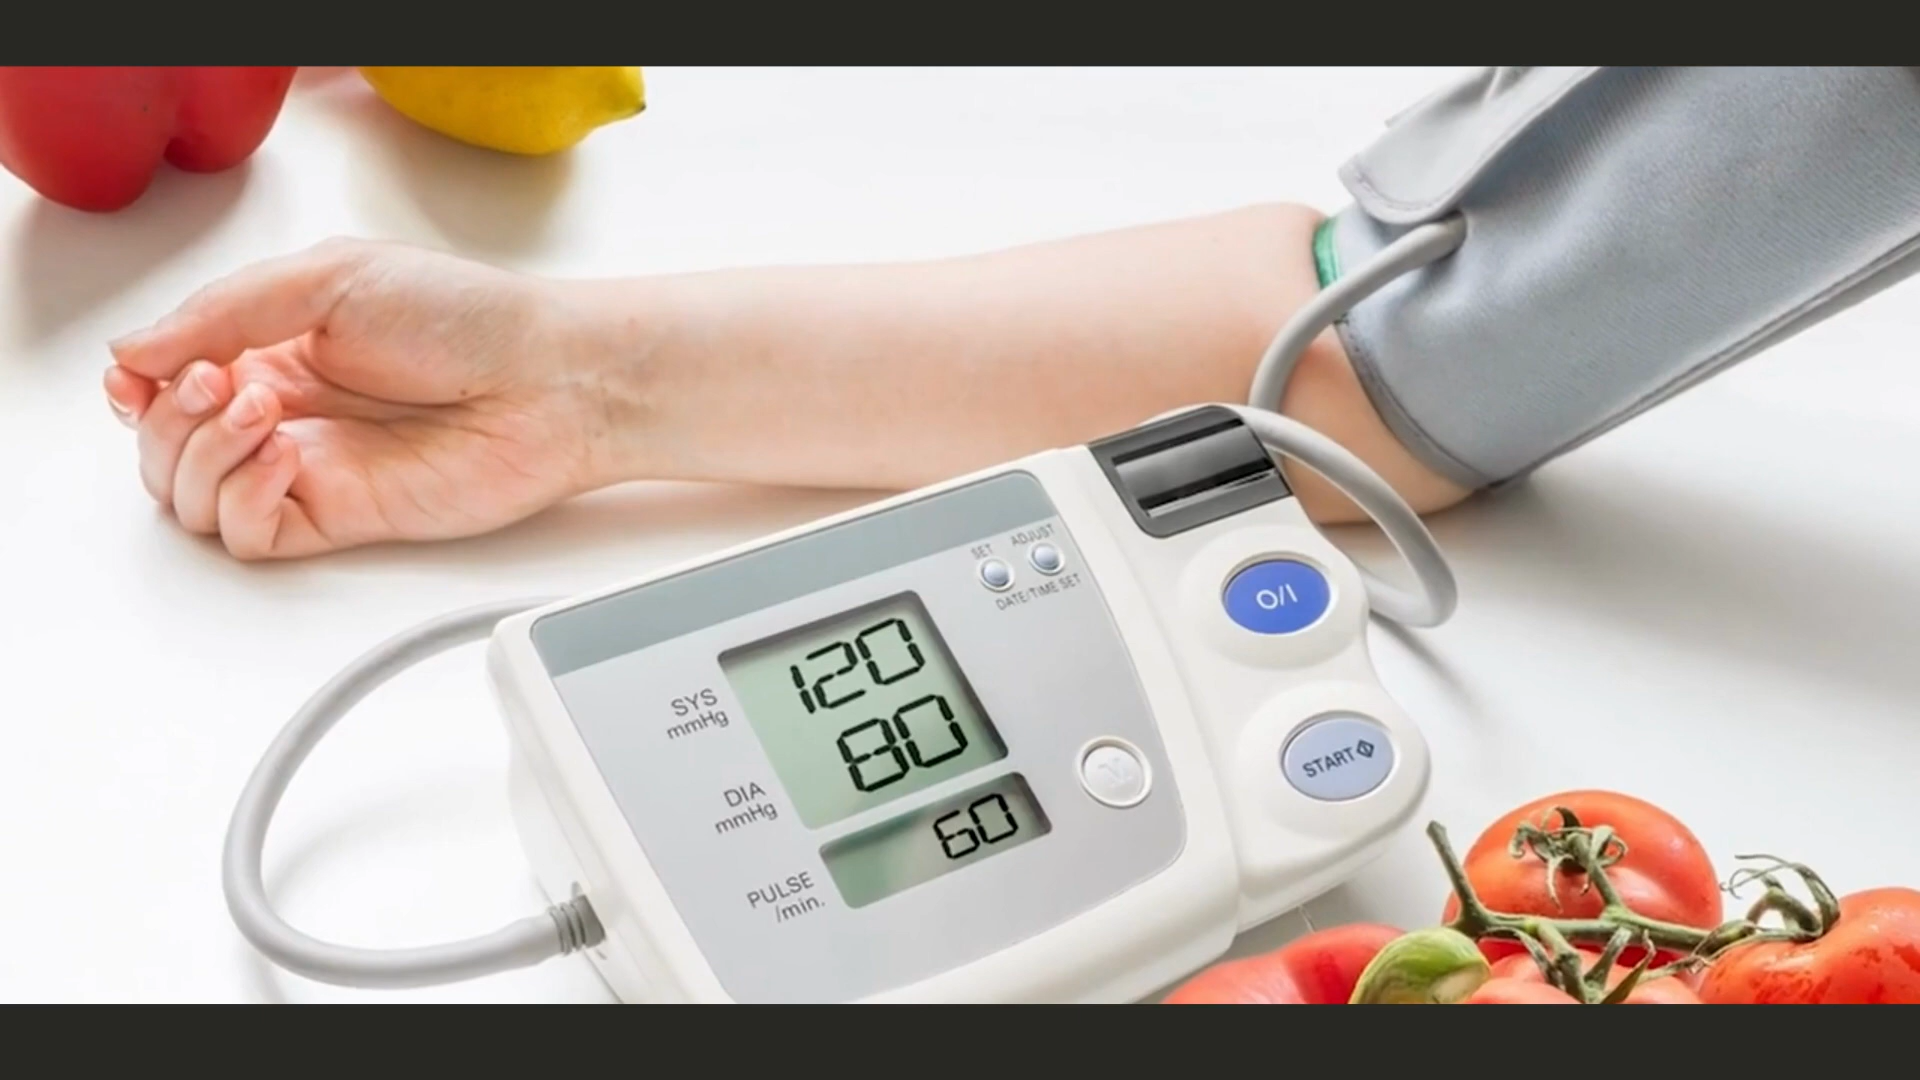 SET ADJUST
DATE/TIME SET
O/I
120
SYS
mmHg
80
DIA
mmHg
60
PULSE
/min.
START